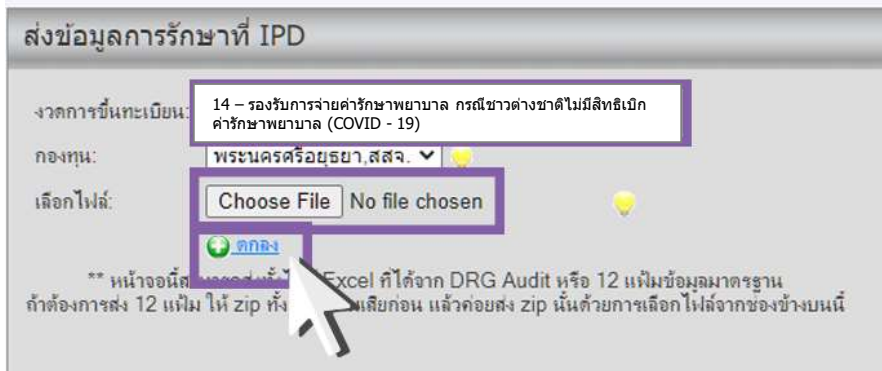 ส่งข้อมูลการรักษาที่ IPD
งวดการขึ้นทะเบียน:
14 – รองรับการจ่ายค่ารักษาพยาบาล กรณีชาวต่างชาติไม่มีสิทธิเบิก
ค่ารักษาพยาบาล (COVID - 19)
กองทุน: พระนครศรีอยุธยา,สสจ.
เลือกไฟล์: Choose File No file chosen
ตกลง
** หน้าจอนี้ Excel ที่ได้จาก DRG Audit หรือ 12 แฟ้มข้อมูลมาตรฐาน
ถ้าต้องการส่ง 12 แฟ้ม ให้ zip เสียก่อน แล้วค่อยส่ง zip นั้นด้วยการเลือกไฟล์จากช่องข้างบนนี้